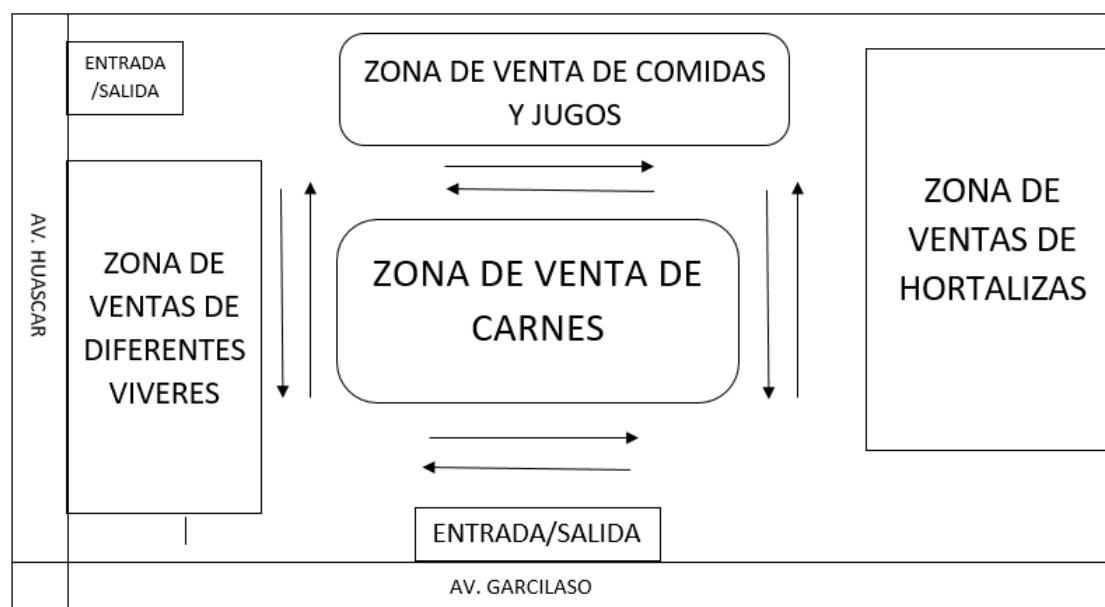 ENTRADA
/SALIDA
ZONA DE VENTA DE COMIDAS
Y JUGOS
ZONA DE
VENTAS DE
HORTALIZAS
AV. HUASCAR
ZONA DE
VENTAS DE
DIFERENTES
VIVERES
ZONA DE VENTA DE
CARNES
ENTRADA/SALIDA
AV. GARCILASO